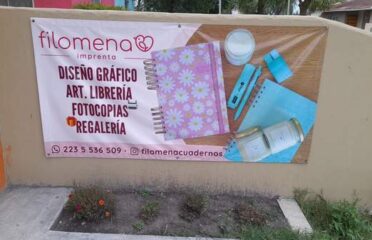 filomena
imprenta
DISEÑO GRÁFICO
ART. LIBRERÍA
FOTOCOPIAS
REGALERÍA
223 5 536 509 - filomenacuadernos